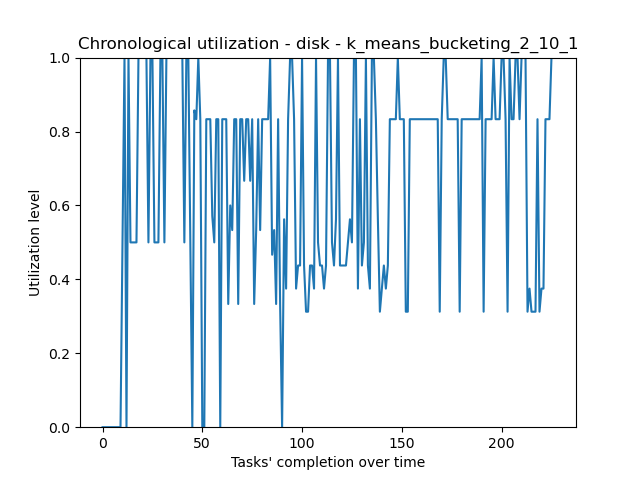 Chronological utilization - disk - k_means_bucketing_2_10_1
1.0
0.8
0.6
0.4
0.2
0.0
Utilization level
0 50 100 150 200
Tasks' completion over time